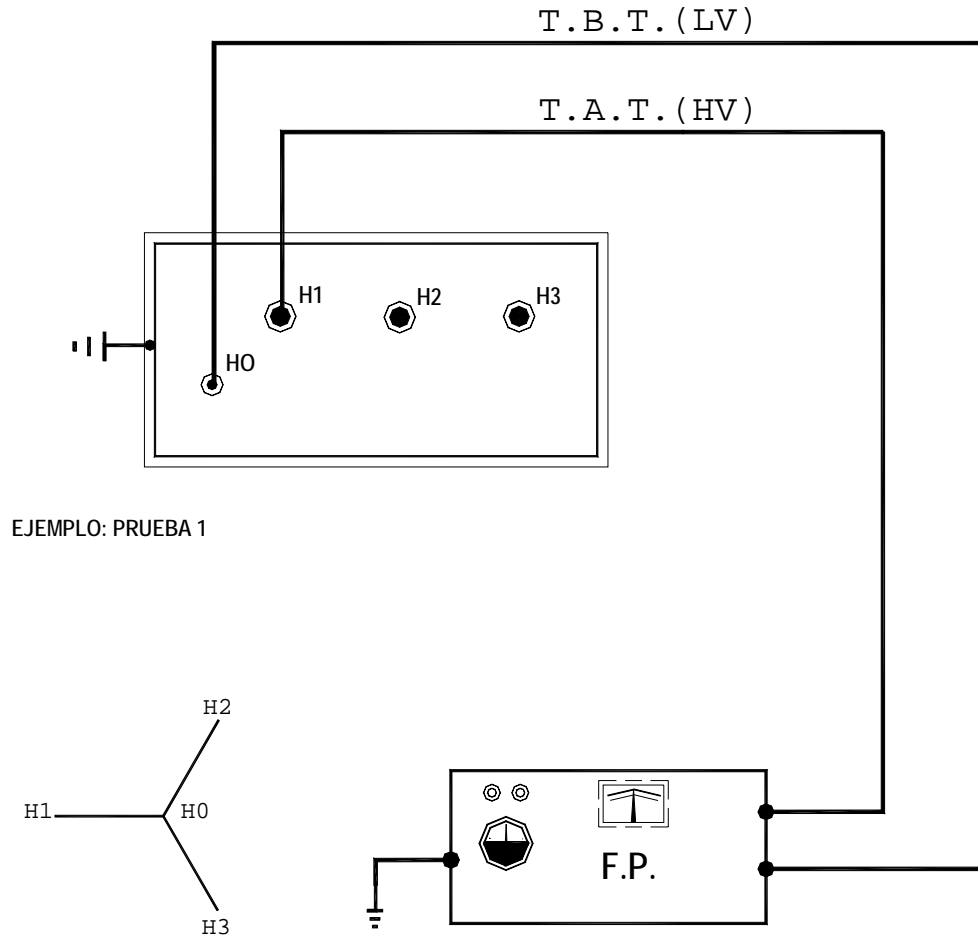 T.B.T.(LV)
T.A.T.(HV)
H1
H2
H3
HO
EJEMPLO: PRUEBA 1
H2
H1
H0
H3
F.P.